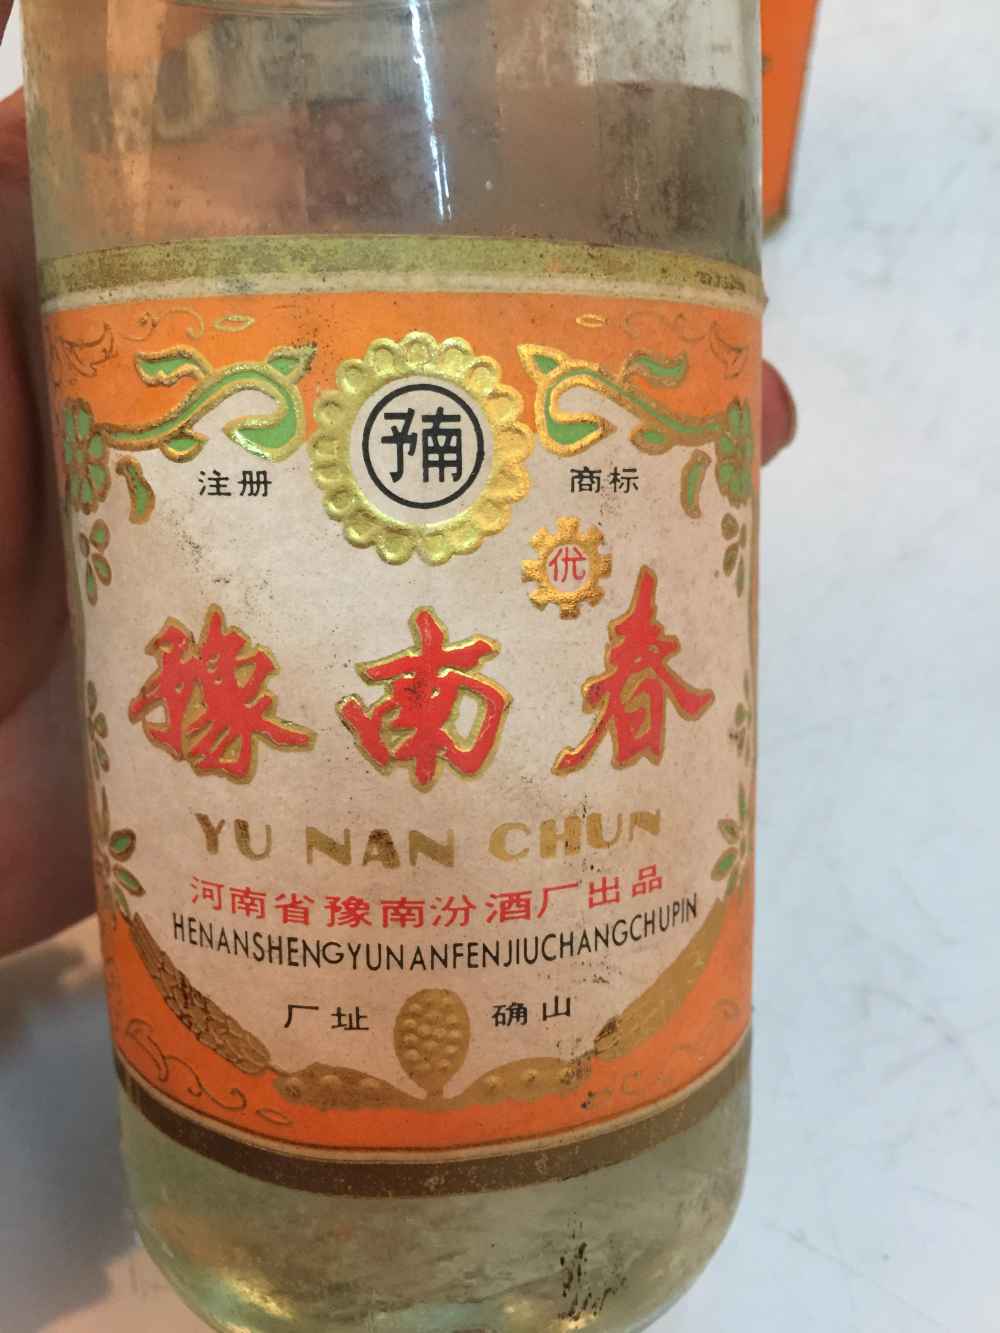 予南
注册 商标
优
豫南春
YU NAN CHUN
河南省豫南汾酒厂出品
HENANSHENGYUNANFENJIUCHANGCHUPIN
厂址 确山